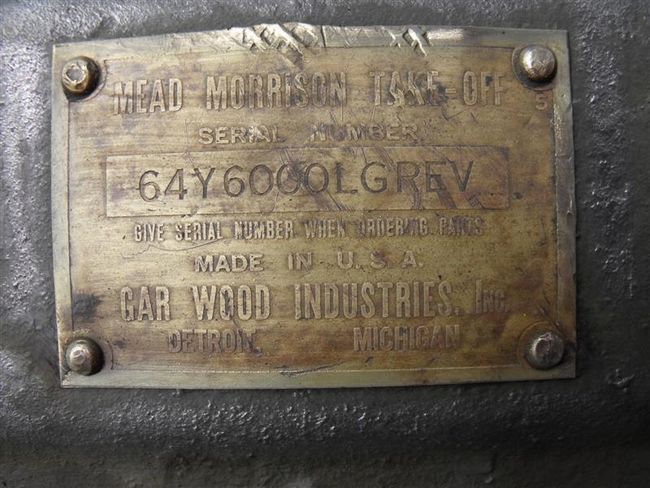 MEAD MORRISON TAKE-OFF
5
SERIAL NUMBER
64Y6000LGREV
GIVE SERIAL NUMBER WHEN ORDERING PARTS
MADE IN U.S.A.
GAR WOOD INDUSTRIES, INC.
DETROIT MICHIGAN